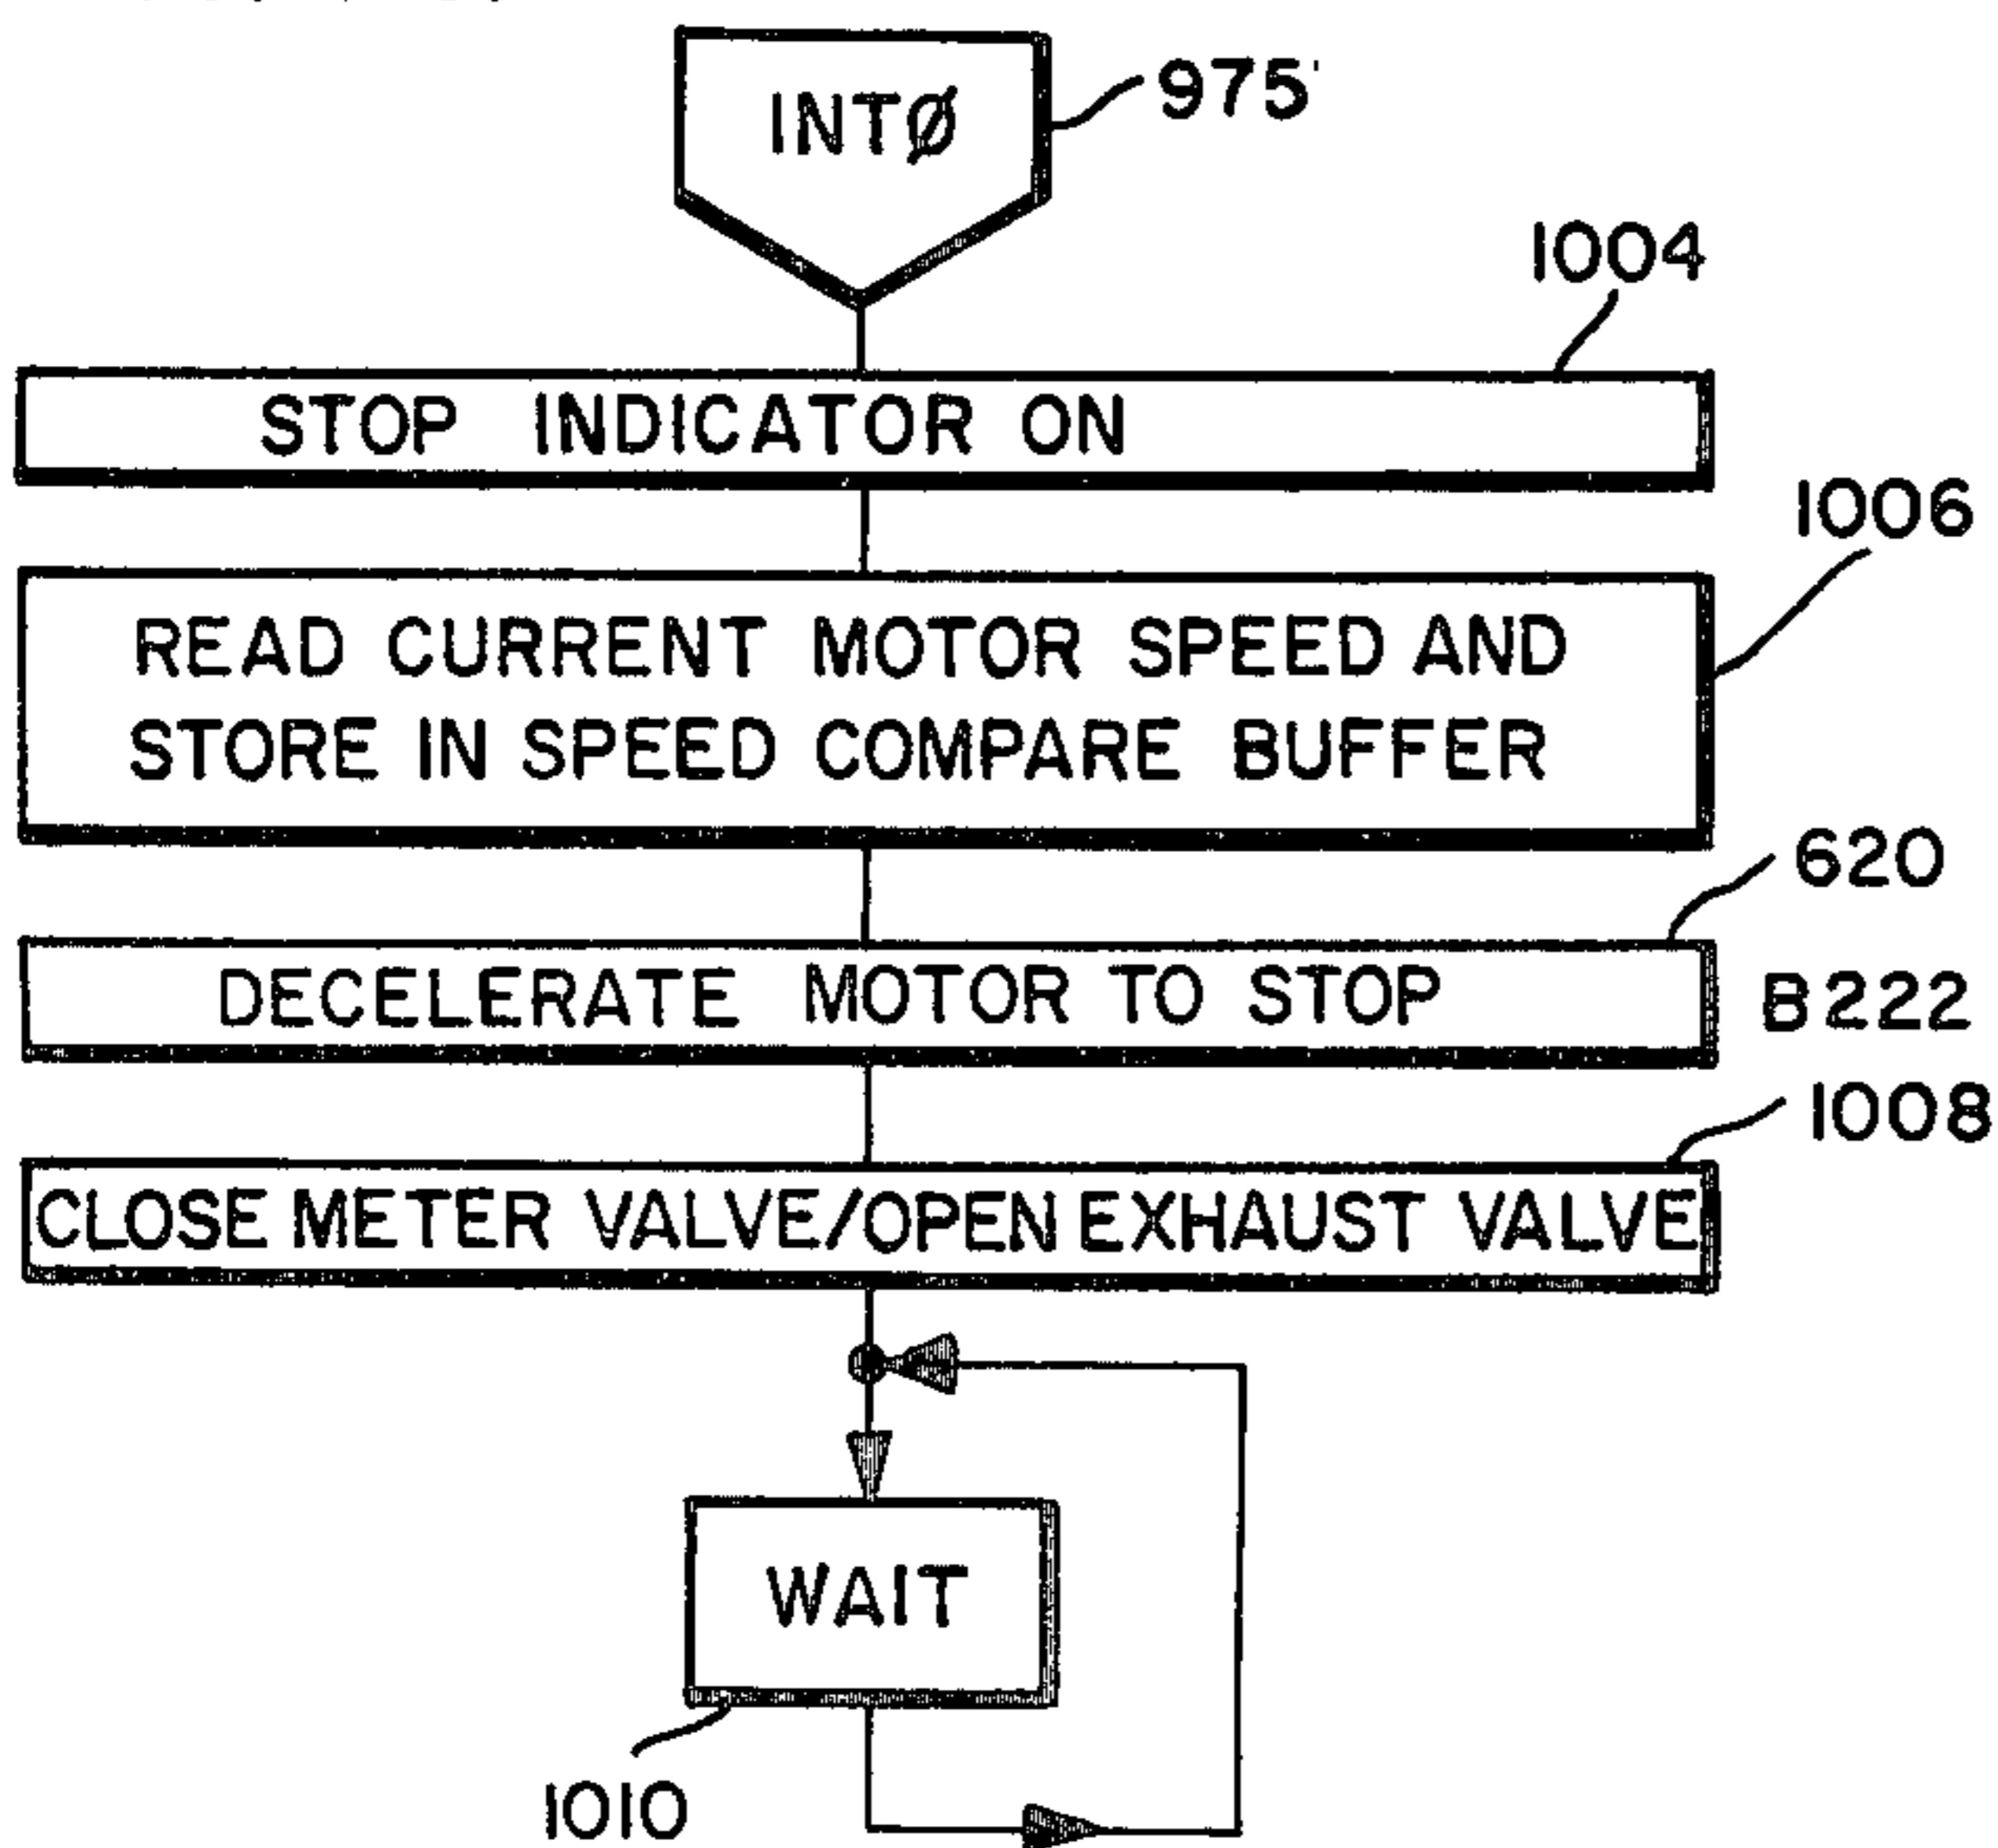 INTØ
975'
1004
STOP INDICATOR ON
1006
READ CURRENT MOTOR SPEED AND
STORE IN SPEED COMPARE BUFFER
620
DECELERATE MOTOR TO STOP
B222
1008
CLOSE METER VALVE/OPEN EXHAUST VALVE
WAIT
1010